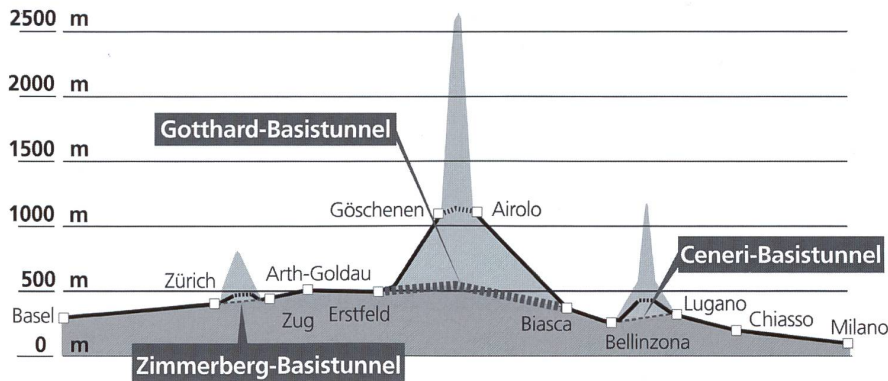 2500 m
2000 m
Gotthard-Basistunnel
1500 m
Göschenen Airolo
1000 m
Ceneri-Basistunnel
Zürich Arth-Goldau
500 m
Basel Zug Erstfeld Biasca Bellinzona Lugano Chiasso Milano
0 m
Zimmerberg-Basistunnel